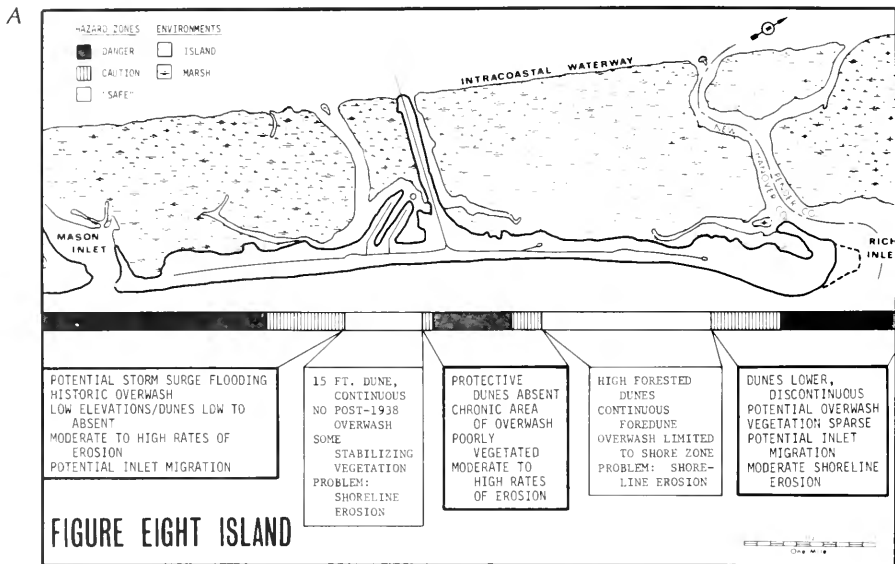 A
HAZARD ZONES ENVIRONMENTS
DANGER ISLAND
CAUTION MARSH
"SAFE"
INTRACOASTAL WATERWAY
NEW HANOVER CO
PENDER CO
MASON
INLET
RICH
INLE
POTENTIAL STORM SURGE FLOODING
HISTORIC OVERWASH
LOW ELEVATIONS/DUNES LOW TO
ABSENT
MODERATE TO HIGH RATES OF
EROSION
POTENTIAL INLET MIGRATION
15 FT. DUNE,
CONTINUOUS
NO POST-1938
OVERWASH
SOME
STABILIZING
VEGETATION
PROBLEM:
SHORELINE
EROSION
PROTECTIVE
DUNES ABSENT
CHRONIC AREA
OF OVERWASH
POORLY
VEGETATED
MODERATE TO
HIGH RATES
OF EROSION
HIGH FORESTED
DUNES
CONTINUOUS
FOREDUNE
OVERWASH LIMITED
TO SHORE ZONE
PROBLEM: SHORE-
LINE EROSION
DUNES LOWER,
DISCONTINUOUS
POTENTIAL OVERWASH
VEGETATION SPARSE
POTENTIAL INLET
MIGRATION
MODERATE SHORELINE
EROSION
FIGURE EIGHT ISLAND
One Mile